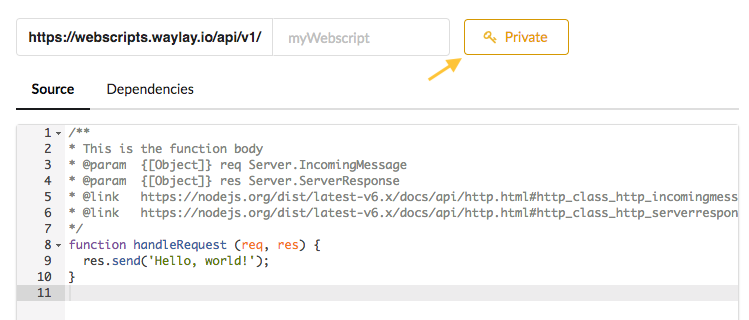 https://webscripts.waylay.io/api/v1/ myWebscript Private
Source Dependencies
1 /**
2 * This is the function body
3 * @param {[Object]} req Server.IncomingMessage
4 * @param {[Object]} res Server.ServerResponse
5 * @link https://nodejs.org/dist/latest-v6.x/docs/api/http.html#http_class_http_incomingmess
6 * @link https://nodejs.org/dist/latest-v6.x/docs/api/http.html#http_class_http_serverrespon
7 */
8 function handleRequest (req, res) {
9 res.send('Hello, world!');
10 }
11